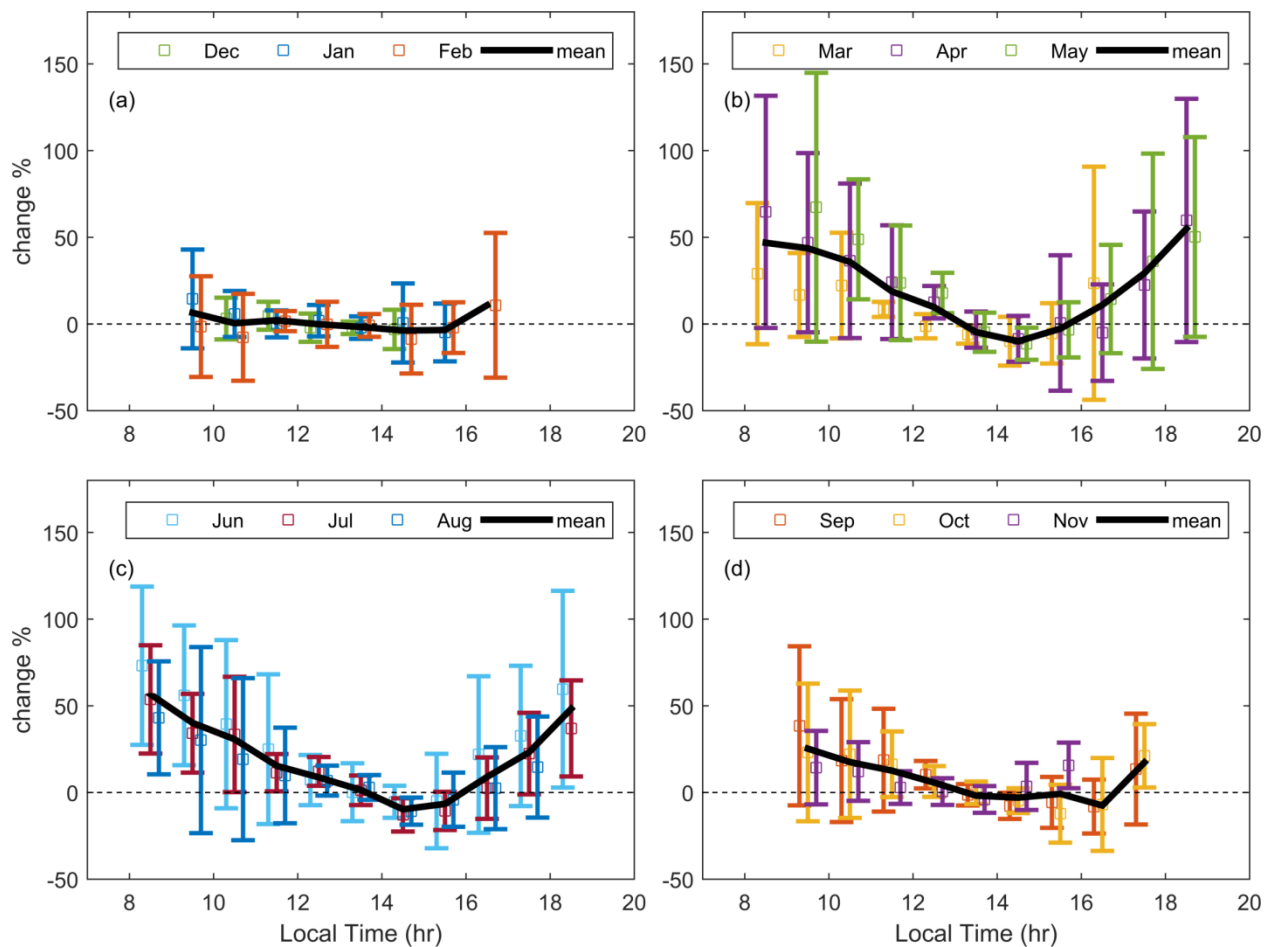 Dec Jan Feb mean
(a)
change %
150
100
50
0
-50
8 10 12 14 16 18 20
Mar Apr May mean
(b)
150
100
50
0
-50
8 10 12 14 16 18 20
Jun Jul Aug mean
(c)
change %
150
100
50
0
-50
8 10 12 14 16 18 20
Local Time (hr)
Sep Oct Nov mean
(d)
150
100
50
0
-50
8 10 12 14 16 18 20
Local Time (hr)